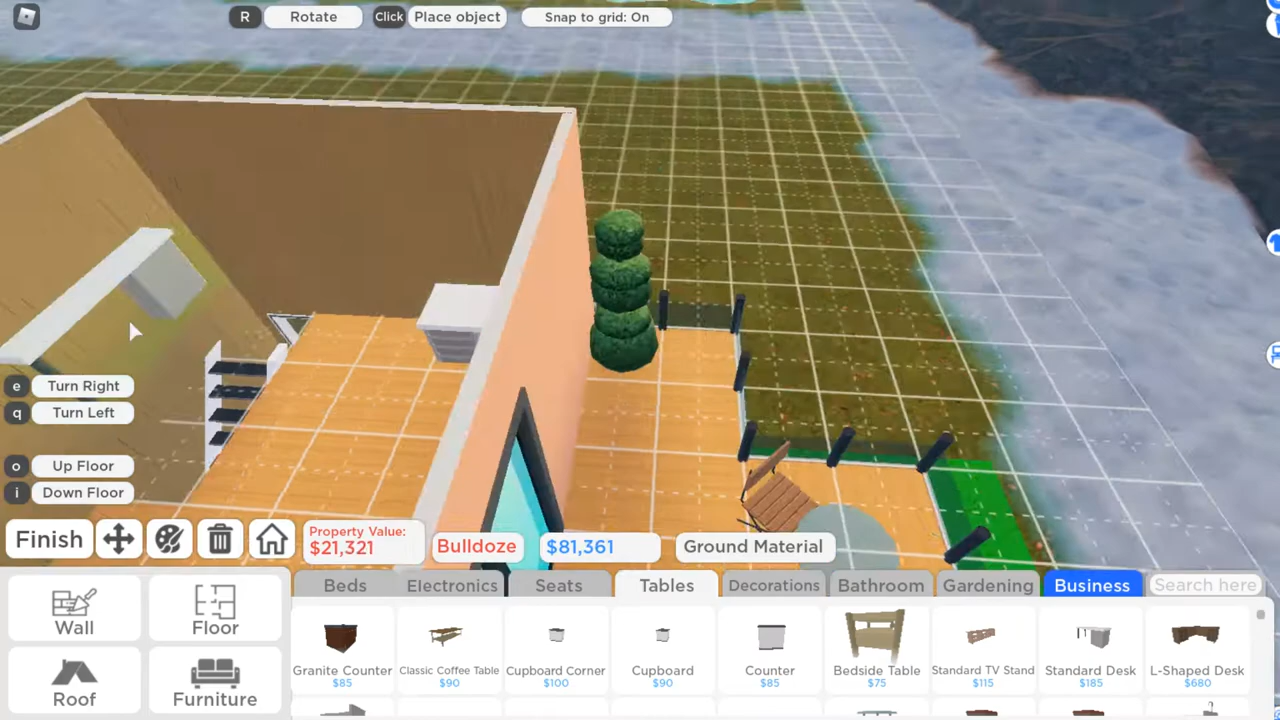 R Rotate Click Place object Snap to grid: On
e Turn Right
q Turn Left
o Up Floor
i Down Floor
Finish Property Value: $21,321 Bulldoze $81,361 Ground Material
Wall Floor
Roof Furniture
Beds Electronics Seats Tables Decorations Bathroom Gardening Business Search here
Granite Counter Classic Coffee Table Cupboard Corner Cupboard Counter Bedside Table Standard TV Stand Standard Desk L-Shaped Desk
$85 $90 $100 $90 $85 $75 $115 $185 $680